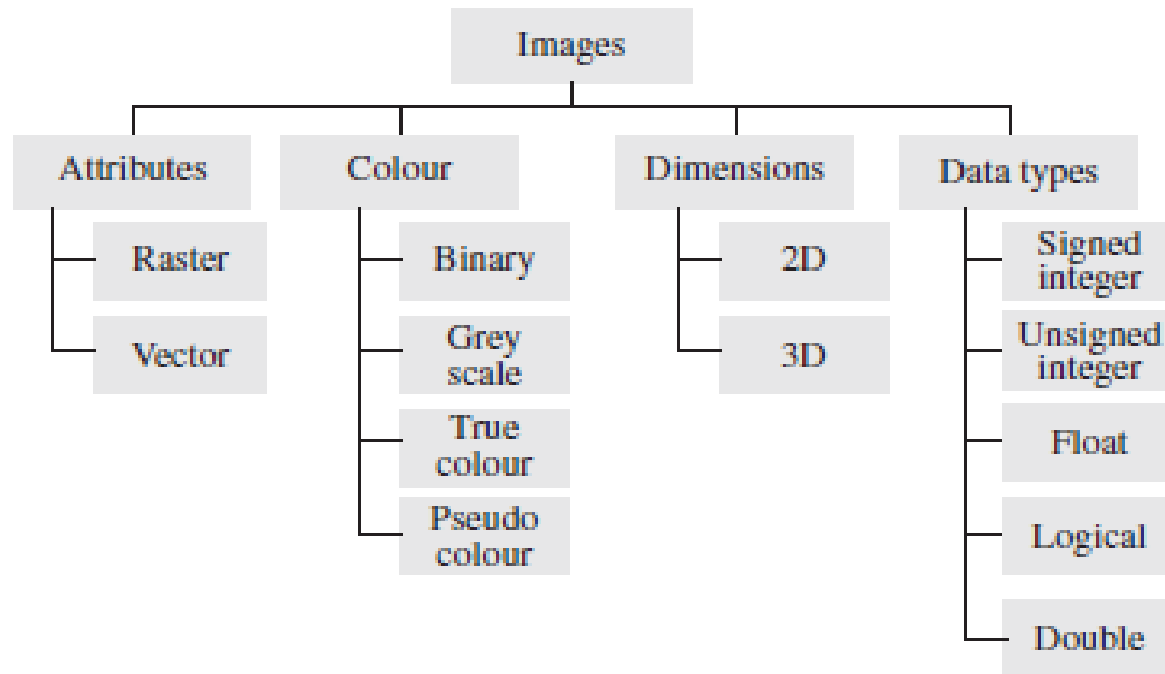 Images
Attributes
Colour
Dimensions
Data types
Raster
Vector
Binary
Grey
scale
True
colour
Pseudo
colour
2D
3D
Signed
integer
Unsigned
integer
Float
Logical
Double